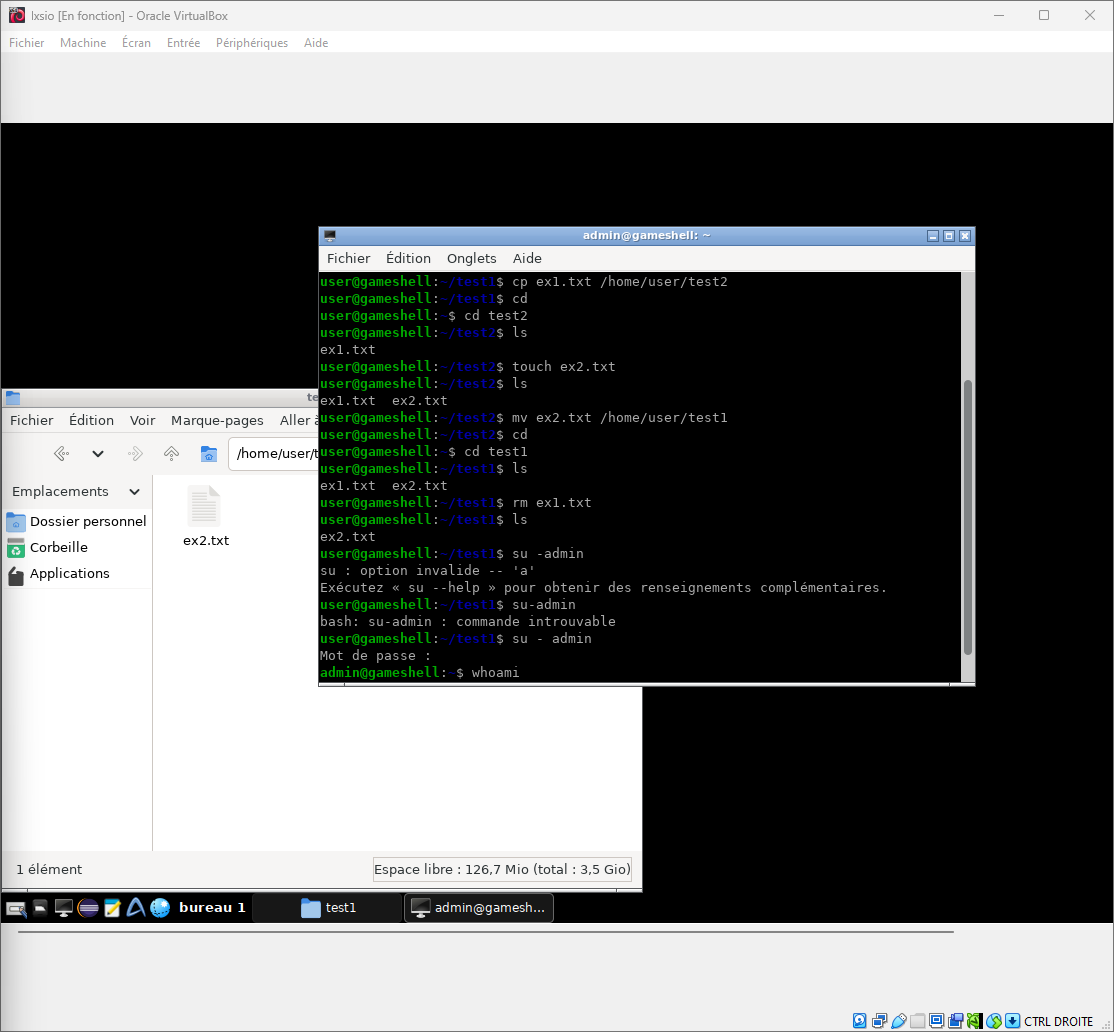 lxsio [En fonction] - Oracle VirtualBox
Fichier Machine Écran Entrée Périphériques Aide
admin@gameshell: ~
Fichier Édition Onglets Aide
user@gameshell:~/test1$ cp ex1.txt /home/user/test2
user@gameshell:~/test1$ cd
user@gameshell:~$ cd test2
user@gameshell:~/test2$ ls
ex1.txt
user@gameshell:~/test2$ touch ex2.txt
user@gameshell:~/test2$ ls
ex1.txt  ex2.txt
user@gameshell:~/test2$ mv ex2.txt /home/user/test1
user@gameshell:~/test2$ cd
user@gameshell:~$ cd test1
user@gameshell:~/test1$ ls
ex1.txt  ex2.txt
user@gameshell:~/test1$ rm ex1.txt
user@gameshell:~/test1$ ls
ex2.txt
user@gameshell:~/test1$ su -admin
su : option invalide -- 'a'
Exécutez « su --help » pour obtenir des renseignements complémentaires.
user@gameshell:~/test1$ su-admin
bash: su-admin : commande introuvable
user@gameshell:~/test1$ su - admin
Mot de passe :
admin@gameshell:~$ whoami
te
Fichier Édition Voir Marque-pages Aller à
/home/user/t
Emplacements
Dossier personnel
Corbeille
Applications
ex2.txt
1 élément
Espace libre : 126,7 Mio (total : 3,5 Gio)
bureau 1
test1
admin@gamesh...
CTRL DROITE